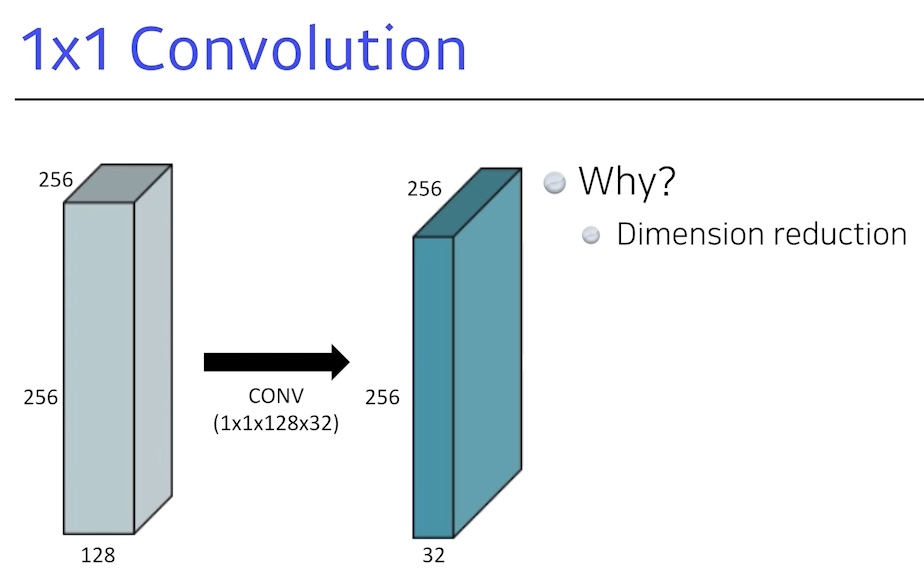 1x1 Convolution
256
256
128
CONV
(1x1x128x32)
256
256
32
Why?
Dimension reduction